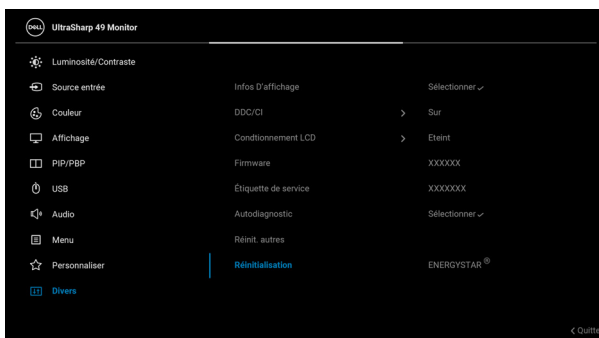 DELL UltraSharp 49 Monitor
Luminosité/Contraste
Source entrée Infos D'affichage Sélectionner
Couleur DDC/CI Sur
Affichage Condtionnement LCD Eteint
PIP/PBP Firmware XXXXXX
USB Étiquette de service XXXXXXX
Audio Autodiagnostic Sélectionner
Menu Réinit. autres
Personnaliser Réinitialisation ENERGYSTAR ®
Divers
Quitte